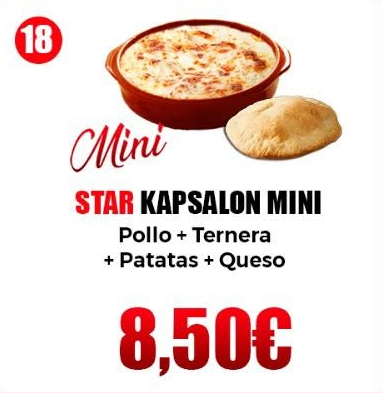 18
Mini
STAR KAPSALON MINI
Pollo + Ternera
+ Patatas + Queso
8,50€